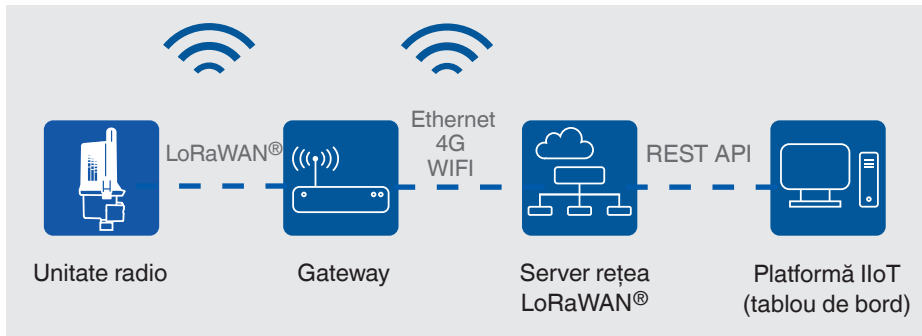 LoRaWAN®
Ethernet
4G
WIFI
REST API
Unitate radio
Gateway
Server rețea
LoRaWAN®
Platformă IIoT
(tablou de bord)